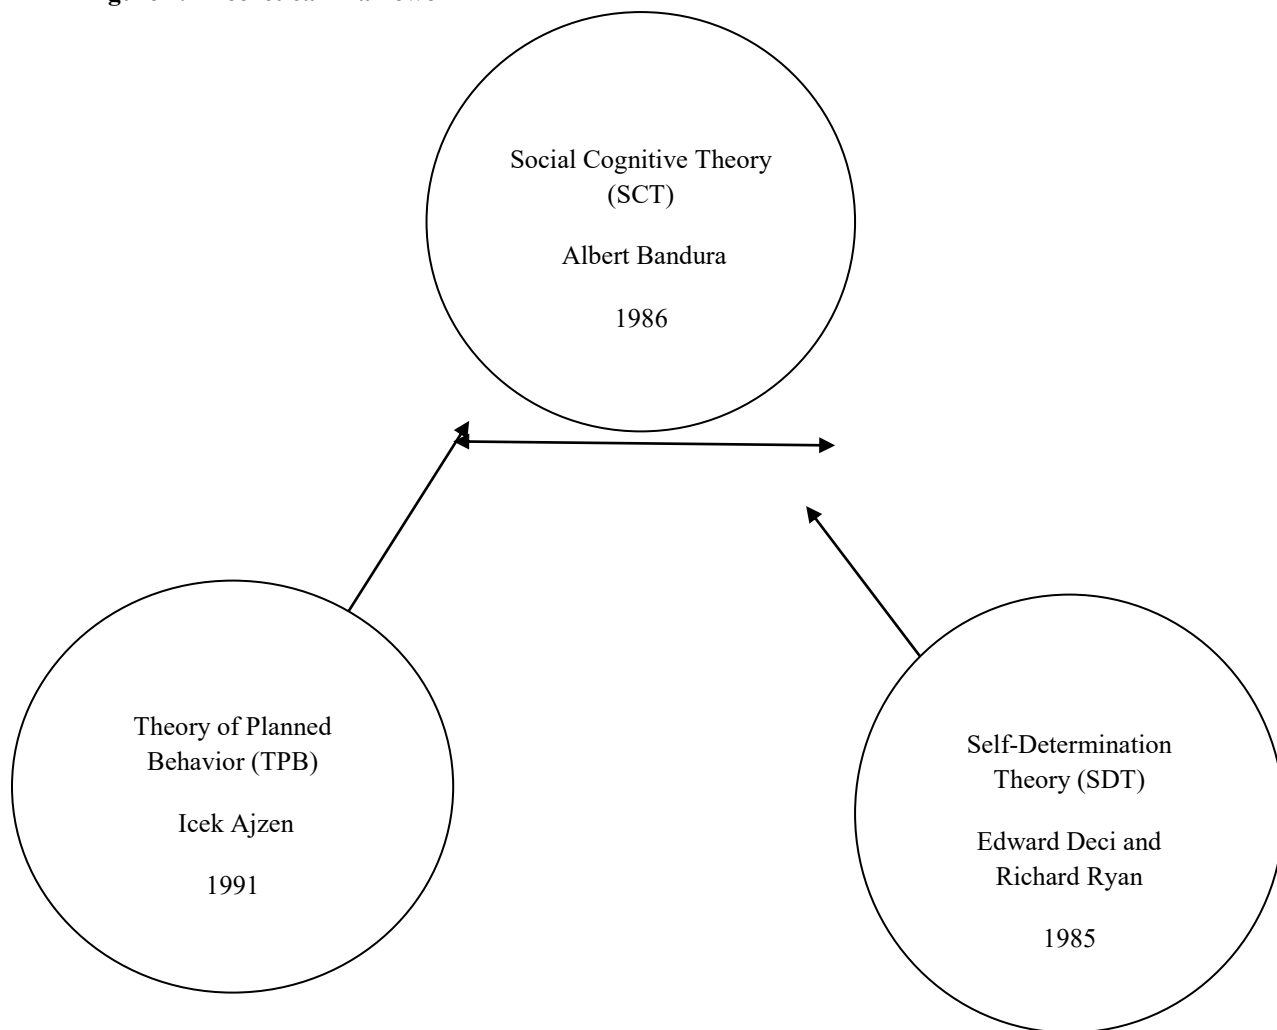 Social Cognitive Theory
(SCT)
Albert Bandura
1986
Theory of Planned
Behavior (TPB)
Icek Ajzen
1991
Self-Determination
Theory (SDT)
Edward Deci and
Richard Ryan
1985